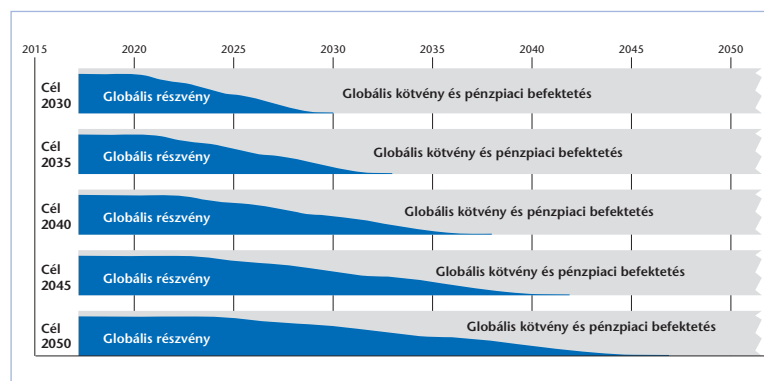 2015 2020 2025 2030 2035 2040 2045 2050
Cél
2030
Globális részvény
Globális kötvény és pénzpiaci befektetés
Cél
2035
Globális részvény
Globális kötvény és pénzpiaci befektetés
Cél
2040
Globális részvény
Globális kötvény és pénzpiaci befektetés
Cél
2045
Globális részvény
Globális kötvény és pénzpiaci befektetés
Cél
2050
Globális részvény
Globális kötvény és pénzpiaci befektetés